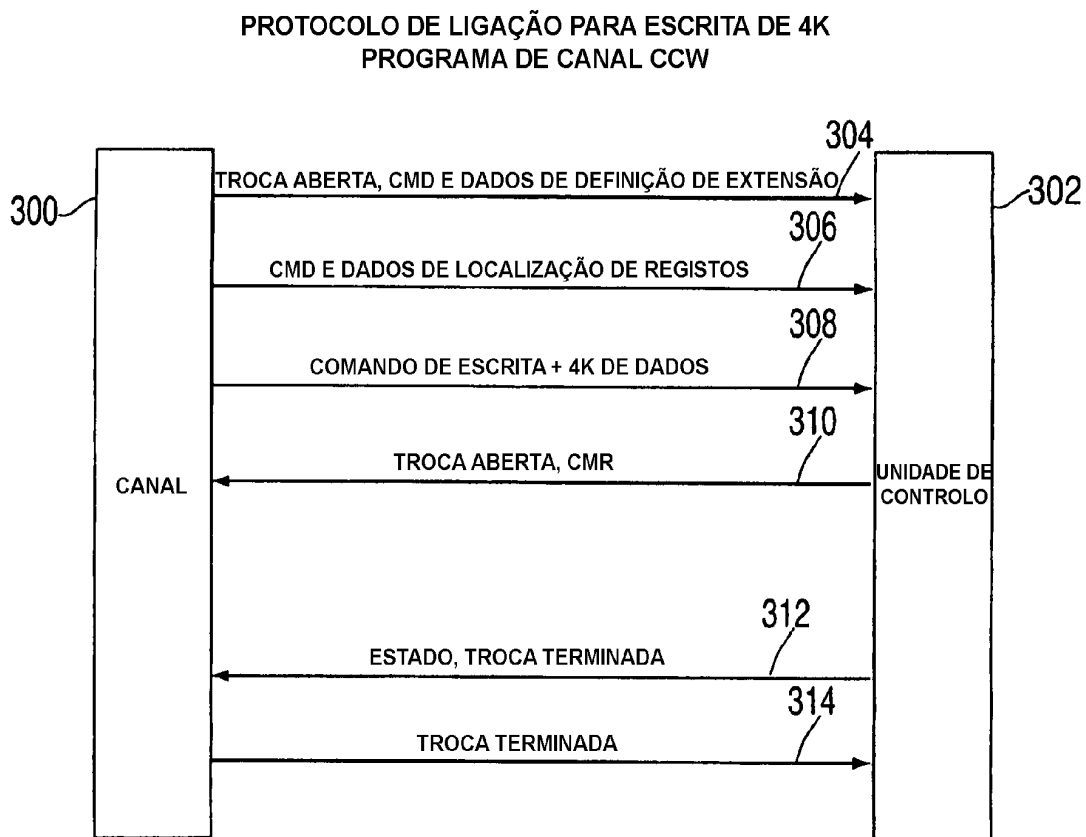 PROTOCOLO DE LIGAÇÃO PARA ESCRITA DE 4K
PROGRAMA DE CANAL CCW
304
TROCA ABERTA, CMD E DADOS DE DEFINIÇÃO DE EXTENSÃO
300
302
306
CMD E DADOS DE LOCALIZAÇÃO DE REGISTOS
308
COMANDO DE ESCRITA + 4K DE DADOS
310
TROCA ABERTA, CMR
CANAL
UNIDADE DE
CONTROLO
312
ESTADO, TROCA TERMINADA
314
TROCA TERMINADA